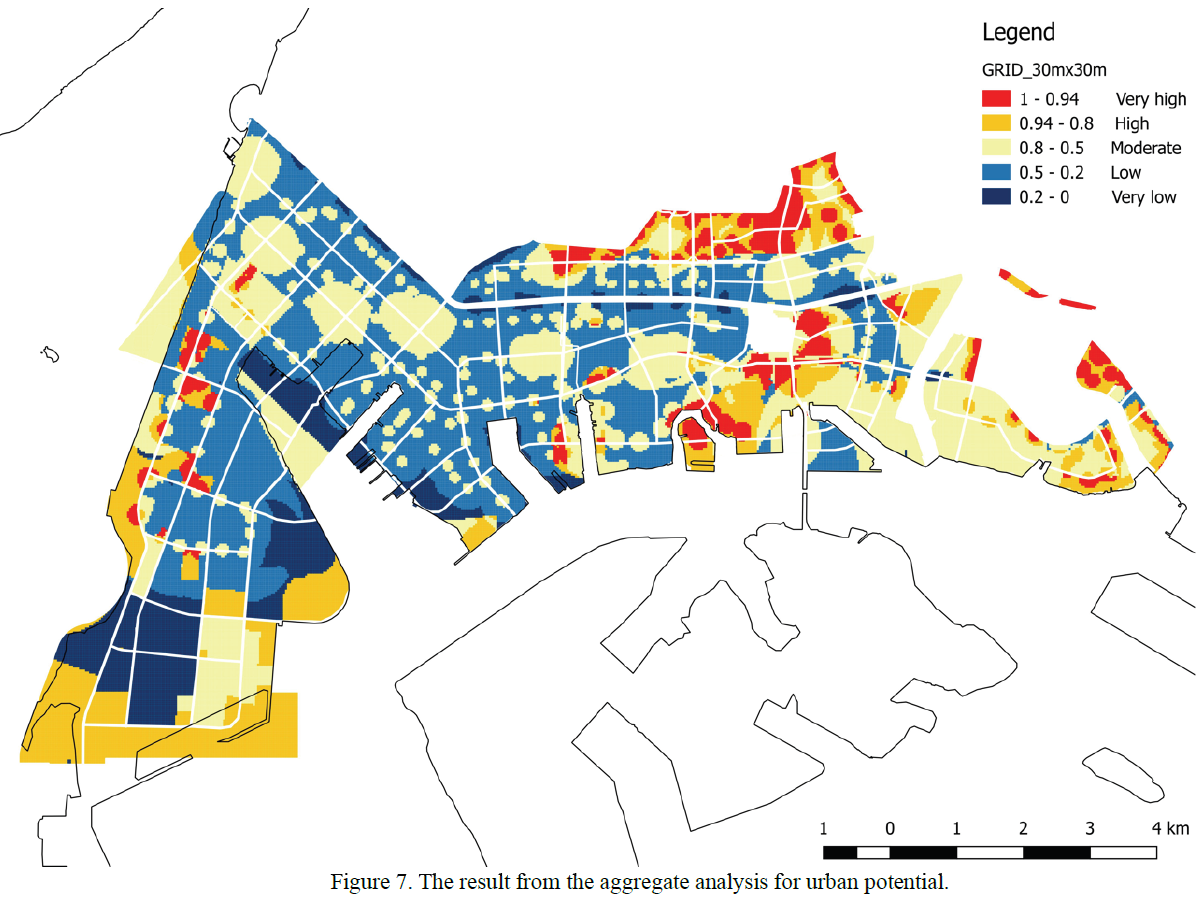 Legend
GRID_30mx30m
1 - 0.94 Very high
0.94 - 0.8 High
0.8 - 0.5 Moderate
0.5 - 0.2 Low
0.2 - 0 Very low
1 0 1 2 3 4 km
Figure 7. The result from the aggregate analysis for urban potential.